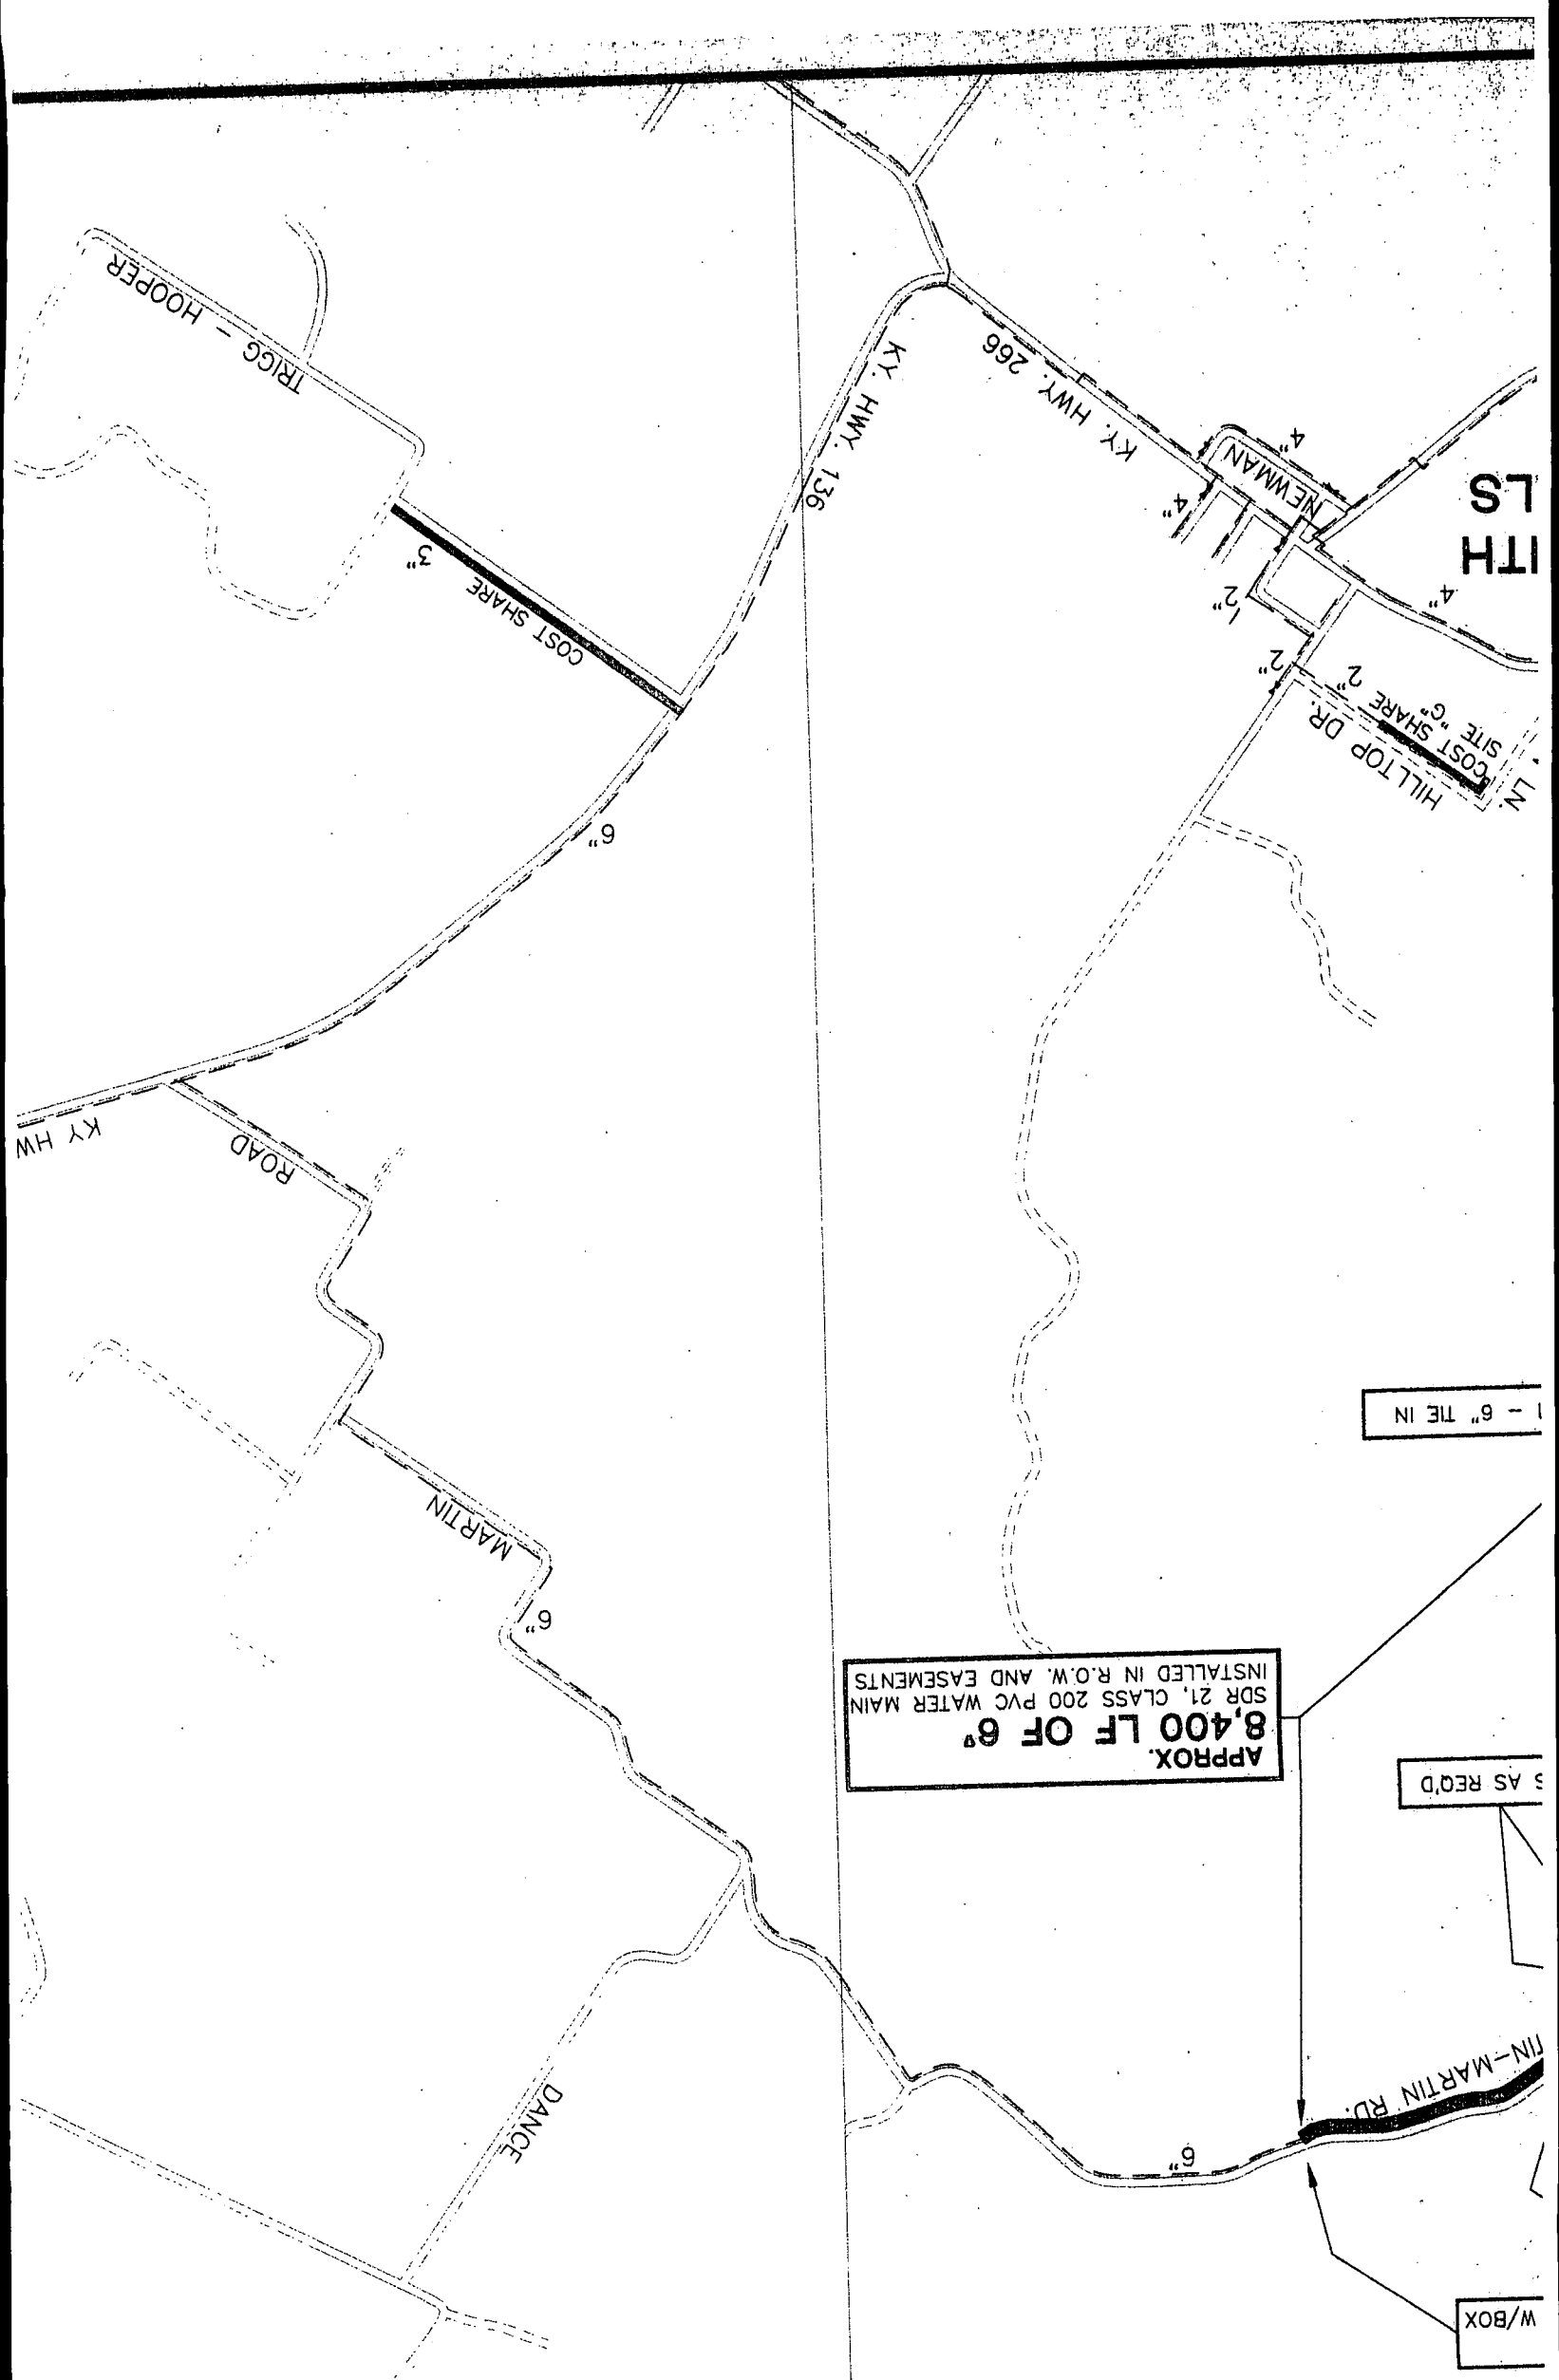 W/BOX
TIN-MARTIN RD.
6"
DANCE
S AS REQ'D
APPROX.
8,400 LF OF 6"
SDR 21, CLASS 200 PVC WATER MAIN
INSTALLED IN R.O.W. AND EASEMENTS
6"
MARTIN
1 - 6" TIE IN
ROAD
KY HW
6"
LN.
HILLTOP DR.
COST SHARE 2"
SITE "G"
2"
2"
4"
COST SHARE
3"
ITH
LS
4"
NEWMAN
4"
KY. HWY. 136
KY. HWY. 266
TRIGG - HOOPER